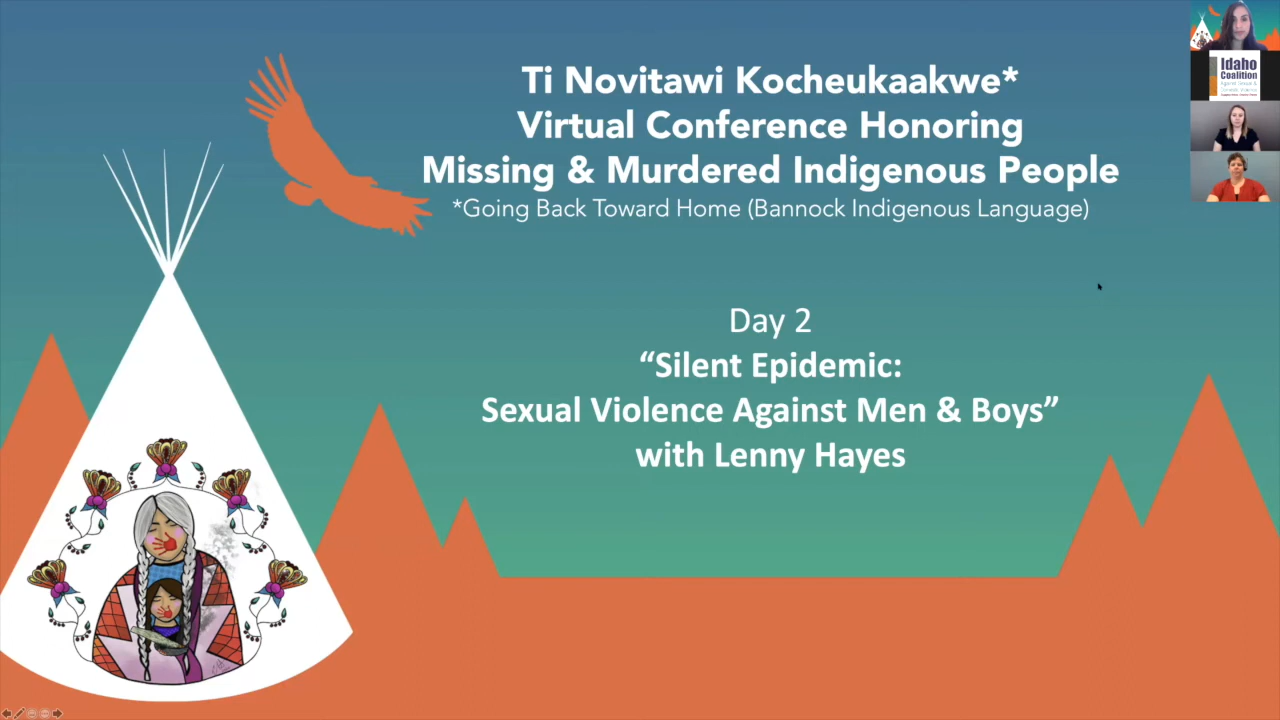 Ti Novitawi Kocheukaakwe*
Virtual Conference Honoring
Missing & Murdered Indigenous People
*Going Back Toward Home (Bannock Indigenous Language)
Day 2
“Silent Epidemic:
Sexual Violence Against Men & Boys”
with Lenny Hayes
Idaho
Coalition